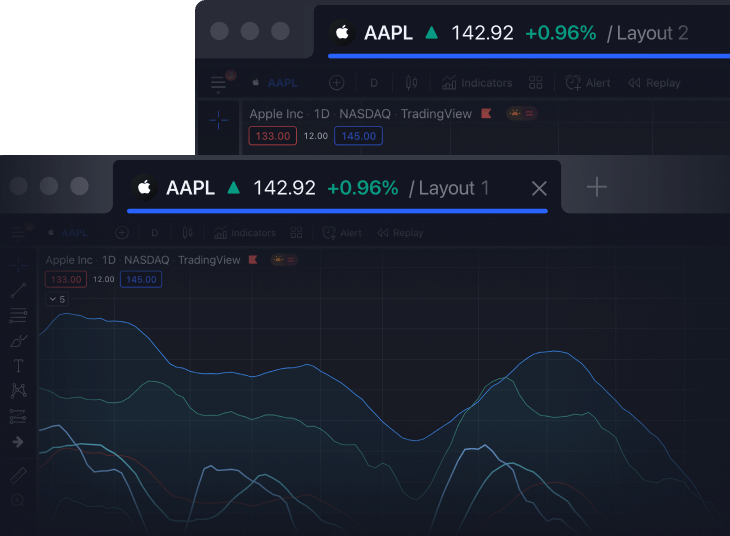 AAPL ▲ 142.92 +0.96% / Layout 2
AAPL D Indicators Alert Replay
Apple Inc · 1D · NASDAQ · TradingView
133.00 12.00 145.00
AAPL ▲ 142.92 +0.96% / Layout 1
AAPL D Indicators Alert Replay
Apple Inc · 1D · NASDAQ · TradingView
133.00 12.00 145.00
5